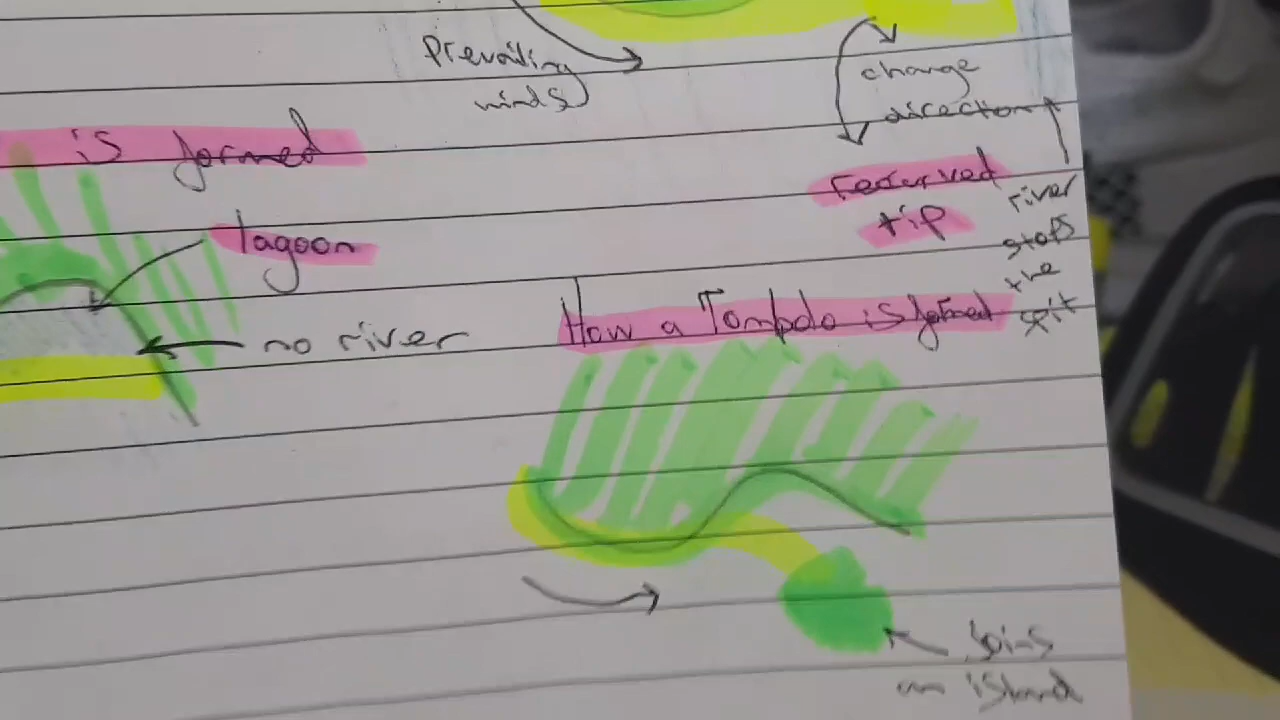 Prevailing
winds
change
direction
is formed
recurved
tip
river
stops
the
spit
lagoon
no river
How a Tombolo is formed
Joins
an island